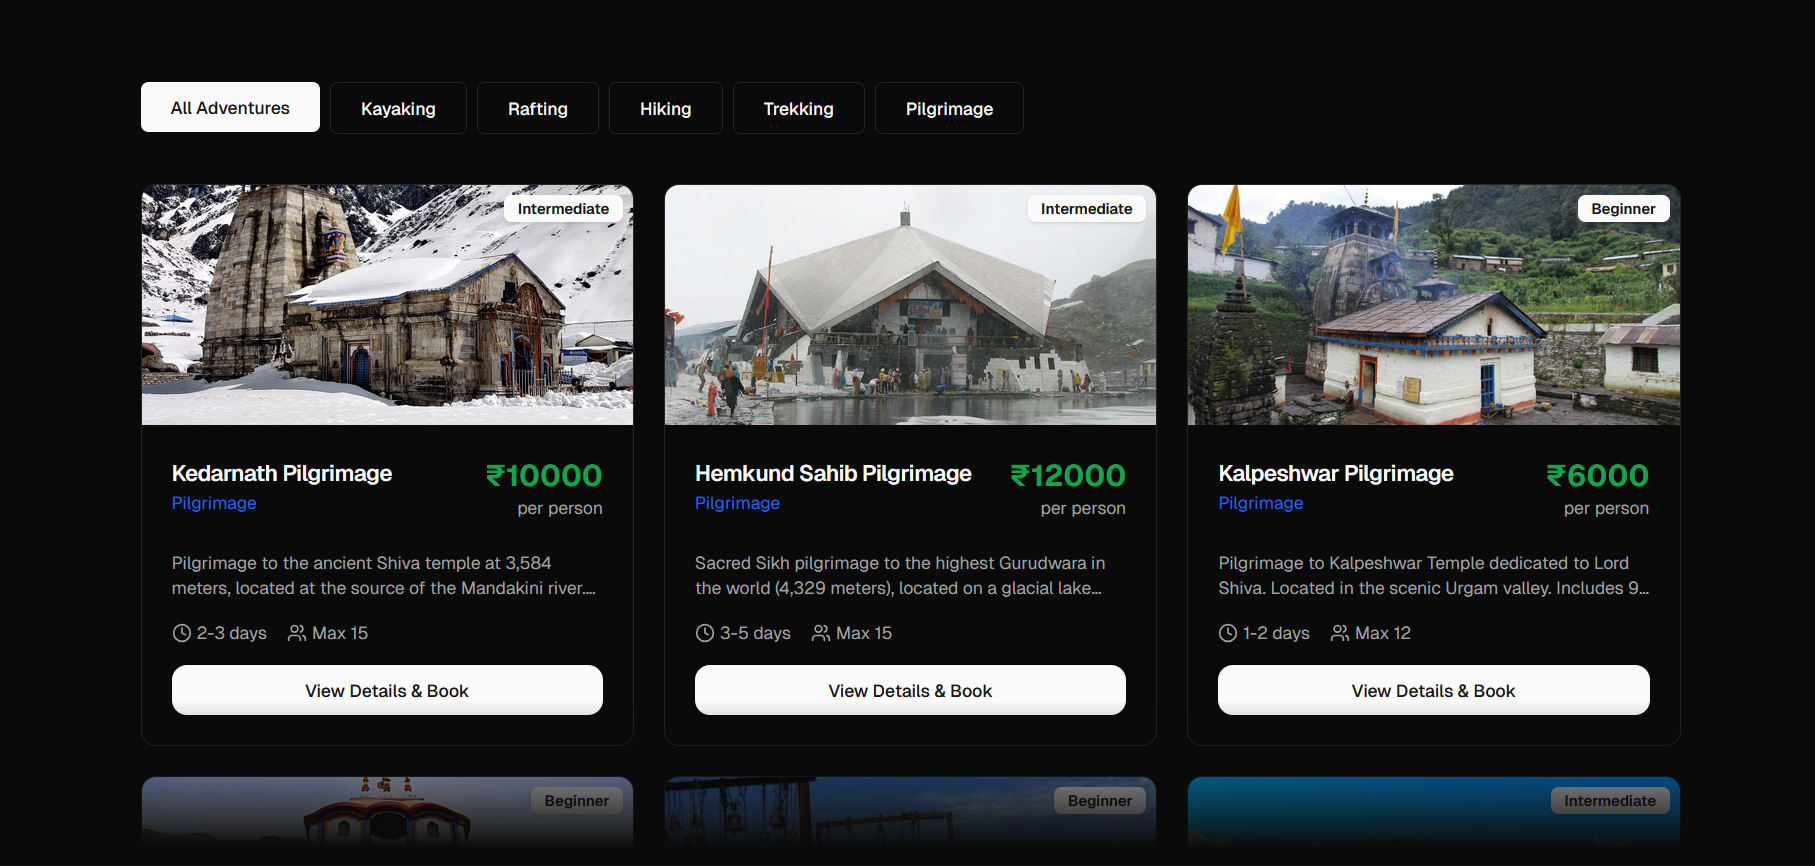 All Adventures
Kayaking
Rafting
Hiking
Trekking
Pilgrimage
Intermediate
Kedarnath Pilgrimage
₹10000
Pilgrimage
per person
Pilgrimage to the ancient Shiva temple at 3,584
meters, located at the source of the Mandakini river....
2-3 days
Max 15
View Details & Book
Intermediate
Hemkund Sahib Pilgrimage
₹12000
Pilgrimage
per person
Sacred Sikh pilgrimage to the highest Gurudwara in
the world (4,329 meters), located on a glacial lake...
3-5 days
Max 15
View Details & Book
Beginner
Kalpeshwar Pilgrimage
₹6000
Pilgrimage
per person
Pilgrimage to Kalpeshwar Temple dedicated to Lord
Shiva. Located in the scenic Urgam valley. Includes 9...
1-2 days
Max 12
View Details & Book
Beginner
Beginner
Intermediate